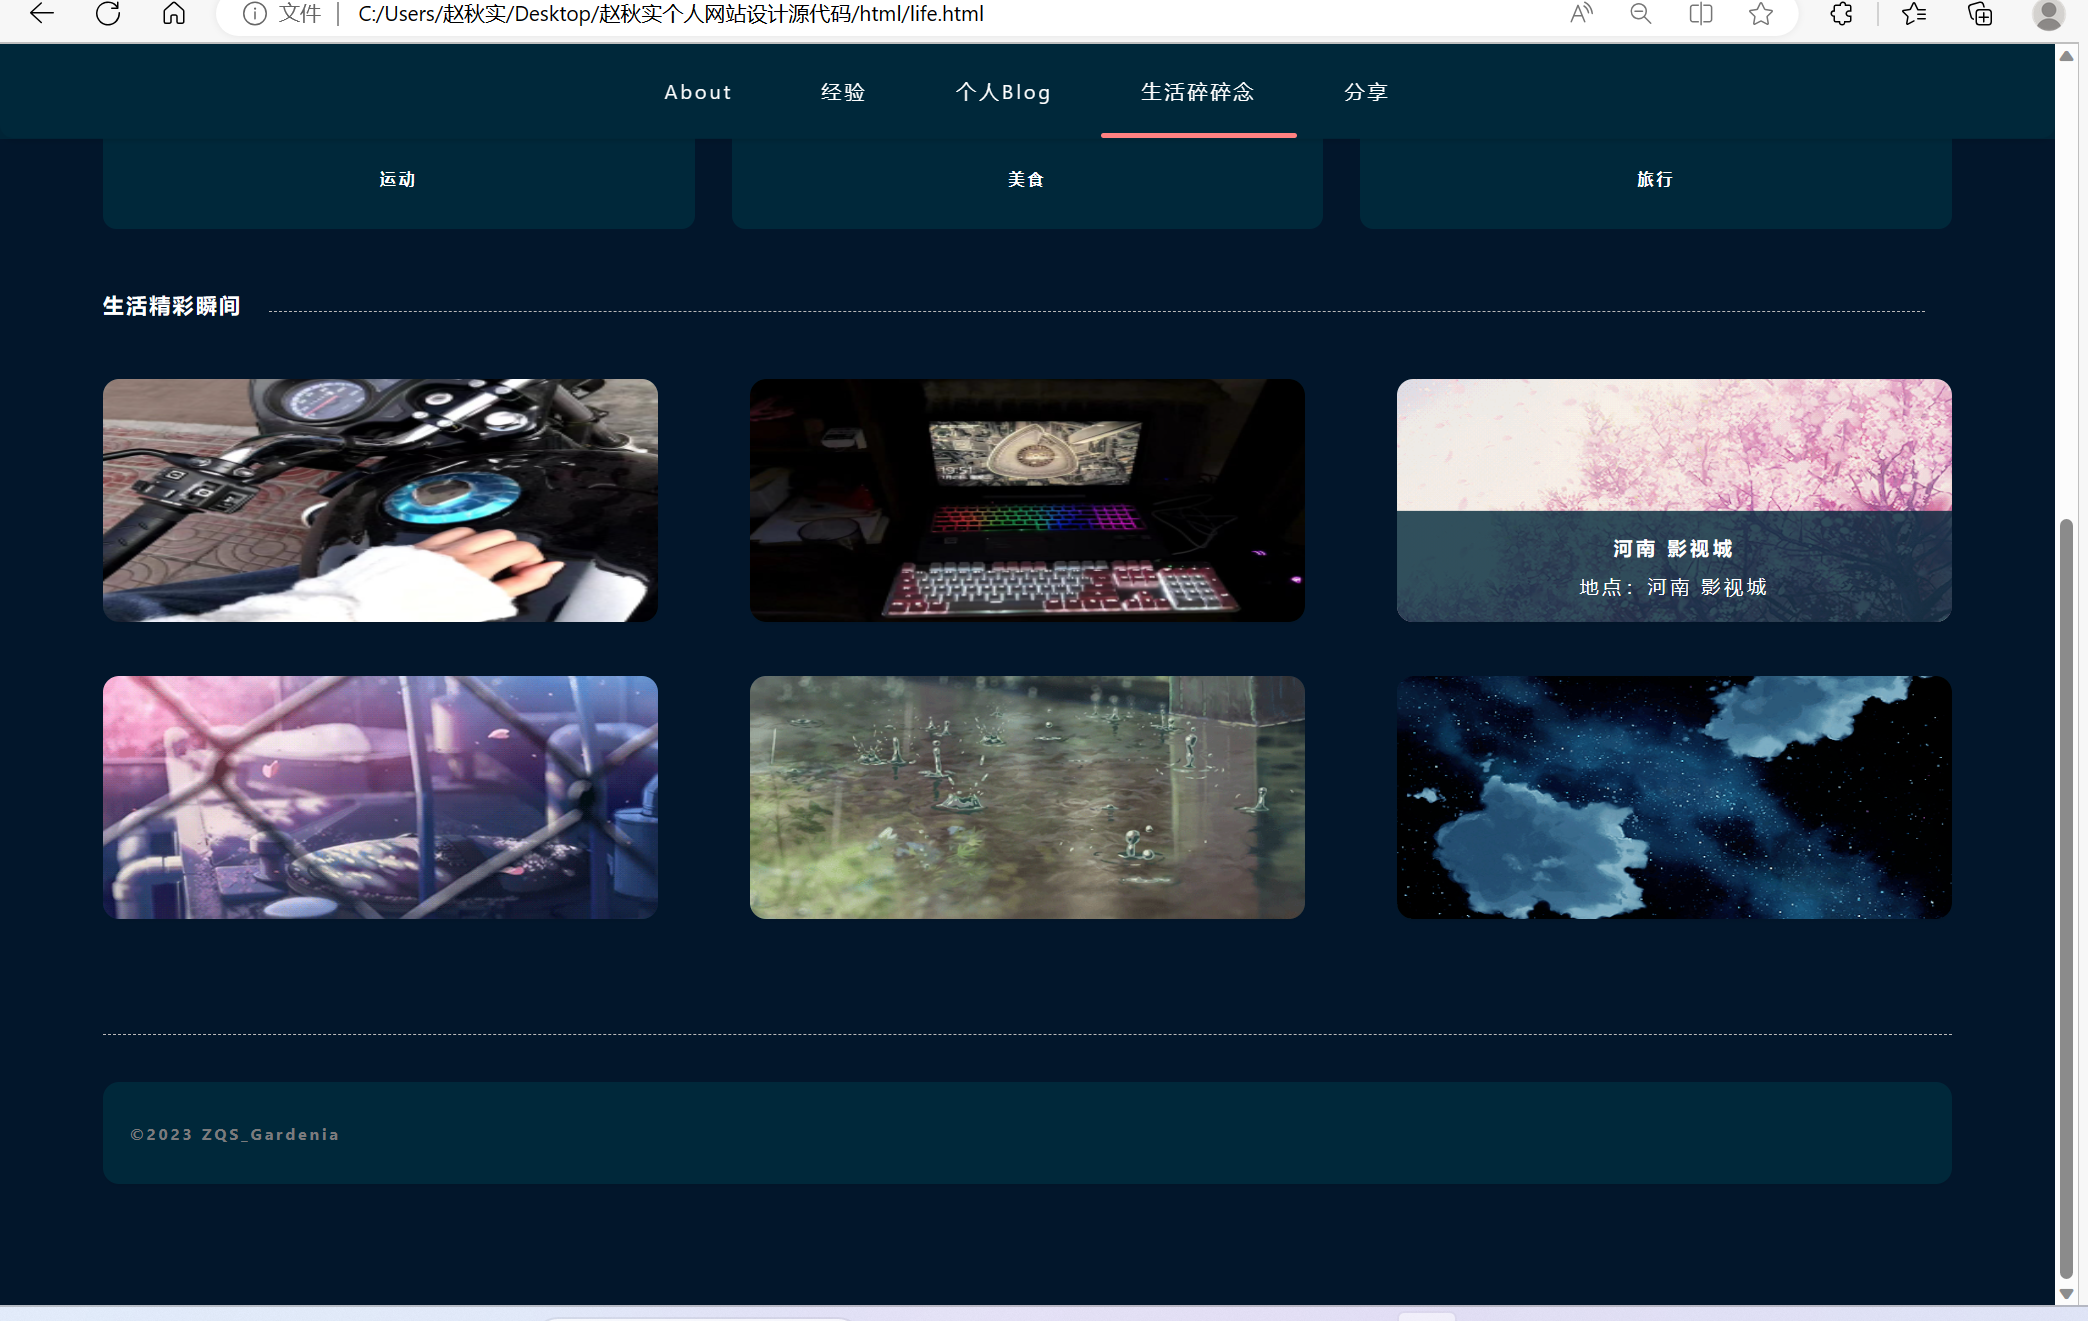 文件 | C:/Users/赵秋实/Desktop/赵秋实个人网站设计源代码/html/life.html
About 经验 个人Blog 生活碎碎念 分享
运动 美食 旅行
生活精彩瞬间
19:51
河南 影视城
地点：河南 影视城
©2023 ZQS_Gardenia